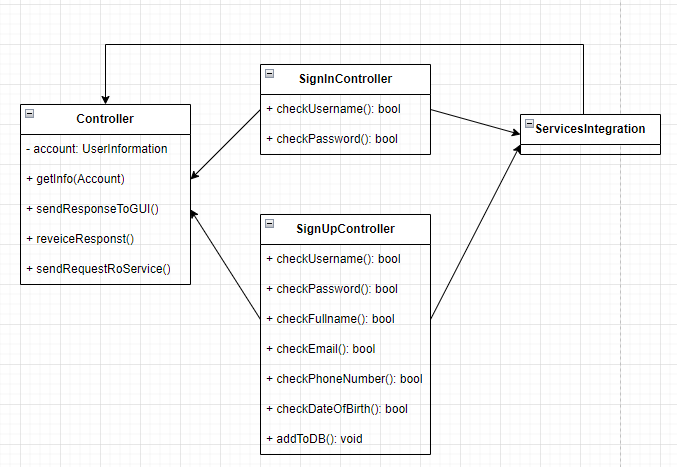 Controller
- account: UserInformation
+ getInfo(Account)
+ sendResponseToGUI()
+ reveiceResponst()
+ sendRequestRoService()
SignInController
+ checkUsername(): bool
+ checkPassword(): bool
SignUpController
+ checkUsername(): bool
+ checkPassword(): bool
+ checkFullname(): bool
+ checkEmail(): bool
+ checkPhoneNumber(): bool
+ checkDateOfBirth(): bool
+ addToDB(): void
ServicesIntegration